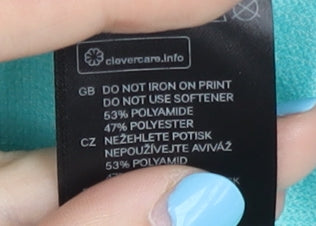 clevercare.info
GB DO NOT IRON ON PRINT
DO NOT USE SOFTENER
53% POLYAMIDE
47% POLYESTER
CZ NEŽEHLETE POTISK
NEPOUŽÍVEJTE AVIVÁŽ
53% POLYAMID